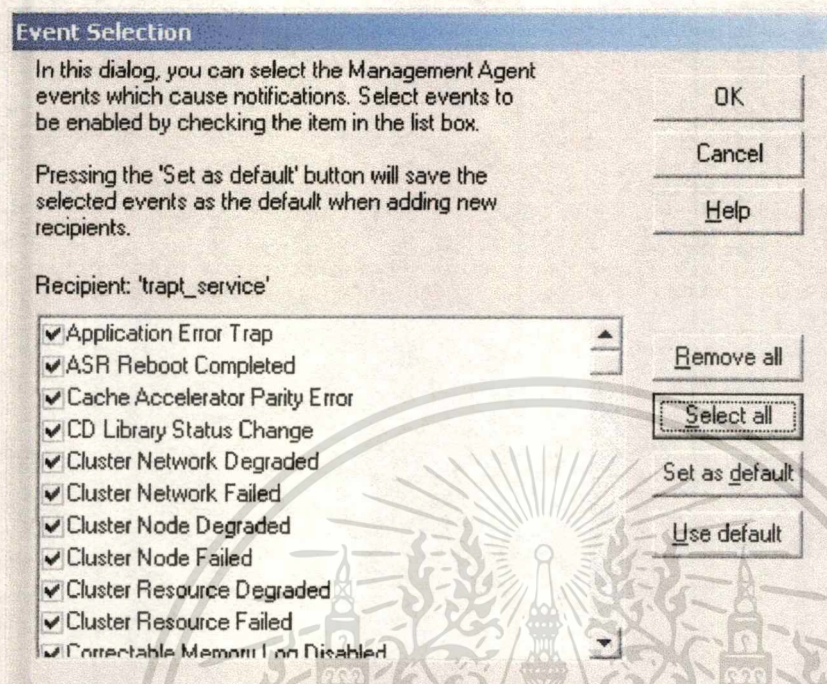 Event Selection
In this dialog, you can select the Management Agent
events which cause notifications. Select events to
be enabled by checking the item in the list box.
Pressing the 'Set as default' button will save the
selected events as the default when adding new
recipients.
Recipient: 'trapt_service'
Application Error Trap
ASR Reboot Completed
Cache Accelerator Parity Error
CD Library Status Change
Cluster Network Degraded
Cluster Network Failed
Cluster Node Degraded
Cluster Node Failed
Cluster Resource Degraded
Cluster Resource Failed
Correctable Memory Log Disabled
OK
Cancel
Help
Remove all
Select all
Set as default
Use default